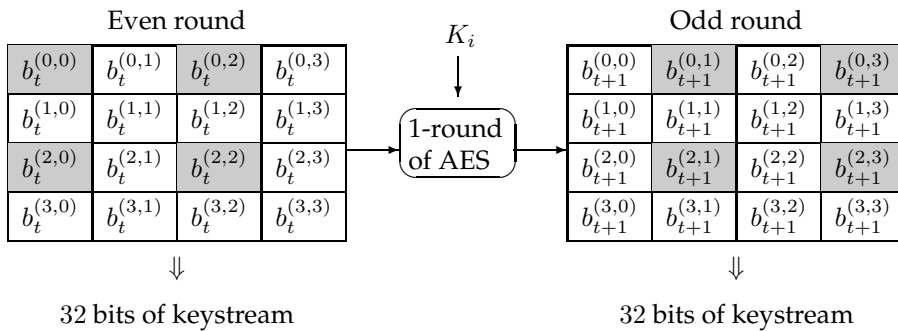 Even round
Odd round
K_i
b_t^{(0,0)} b_t^{(0,1)} b_t^{(0,2)} b_t^{(0,3)}
b_t^{(1,0)} b_t^{(1,1)} b_t^{(1,2)} b_t^{(1,3)}
b_t^{(2,0)} b_t^{(2,1)} b_t^{(2,2)} b_t^{(2,3)}
b_t^{(3,0)} b_t^{(3,1)} b_t^{(3,2)} b_t^{(3,3)}
1-round
of AES
b_{t+1}^{(0,0)} b_{t+1}^{(0,1)} b_{t+1}^{(0,2)} b_{t+1}^{(0,3)}
b_{t+1}^{(1,0)} b_{t+1}^{(1,1)} b_{t+1}^{(1,2)} b_{t+1}^{(1,3)}
b_{t+1}^{(2,0)} b_{t+1}^{(2,1)} b_{t+1}^{(2,2)} b_{t+1}^{(2,3)}
b_{t+1}^{(3,0)} b_{t+1}^{(3,1)} b_{t+1}^{(3,2)} b_{t+1}^{(3,3)}
⇓ ⇓
32 bits of keystream
32 bits of keystream